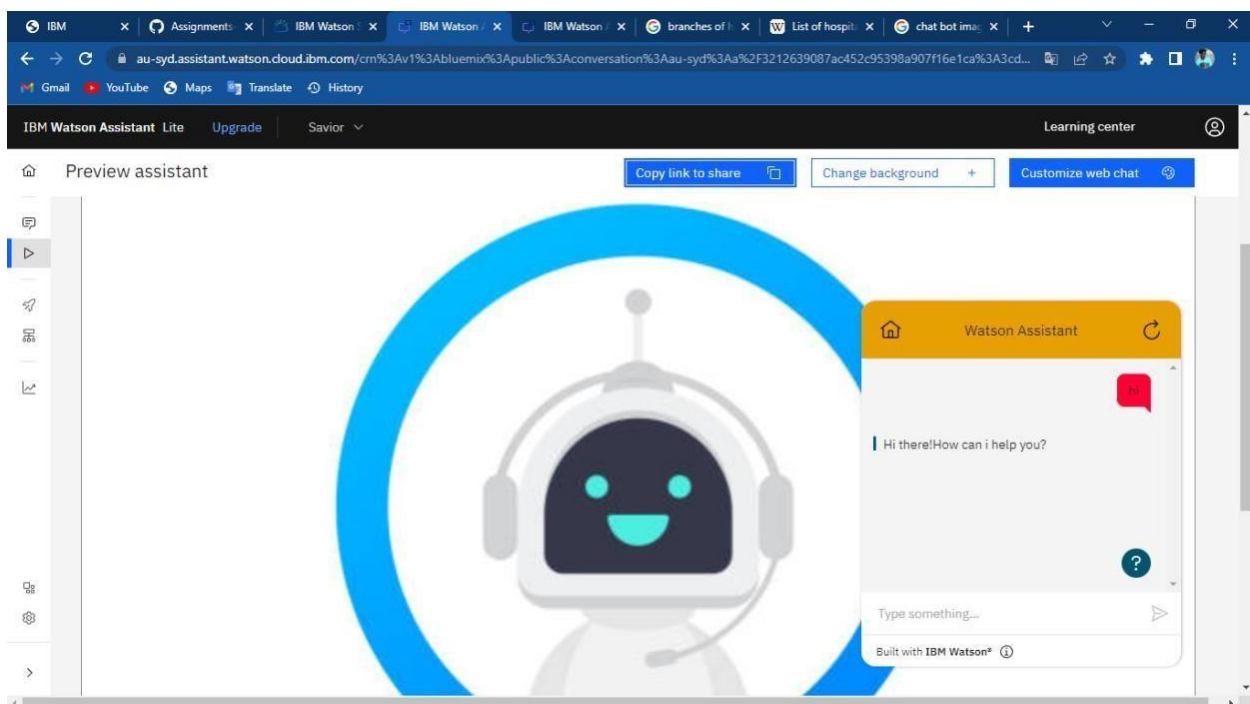 IBM
Assignments
IBM Watson S
IBM Watson A
IBM Watson A
branches of h
List of hospit
chat bot imag
au-syd.assistant.watson.cloud.ibm.com/crn%3Av1%3Abluemix%3Apublic%3Aconversation%3Aau-syd%3Aa%2F3212639087ac452c95398a907f16e1ca%3A3cd...
Gmail YouTube Maps Translate History
IBM Watson Assistant Lite Upgrade Savior Learning center
Preview assistant Copy link to share Change background + Customize web chat
Watson Assistant
hi
Hi there!How can i help you?
?
Type something...
Built with IBM Watson®